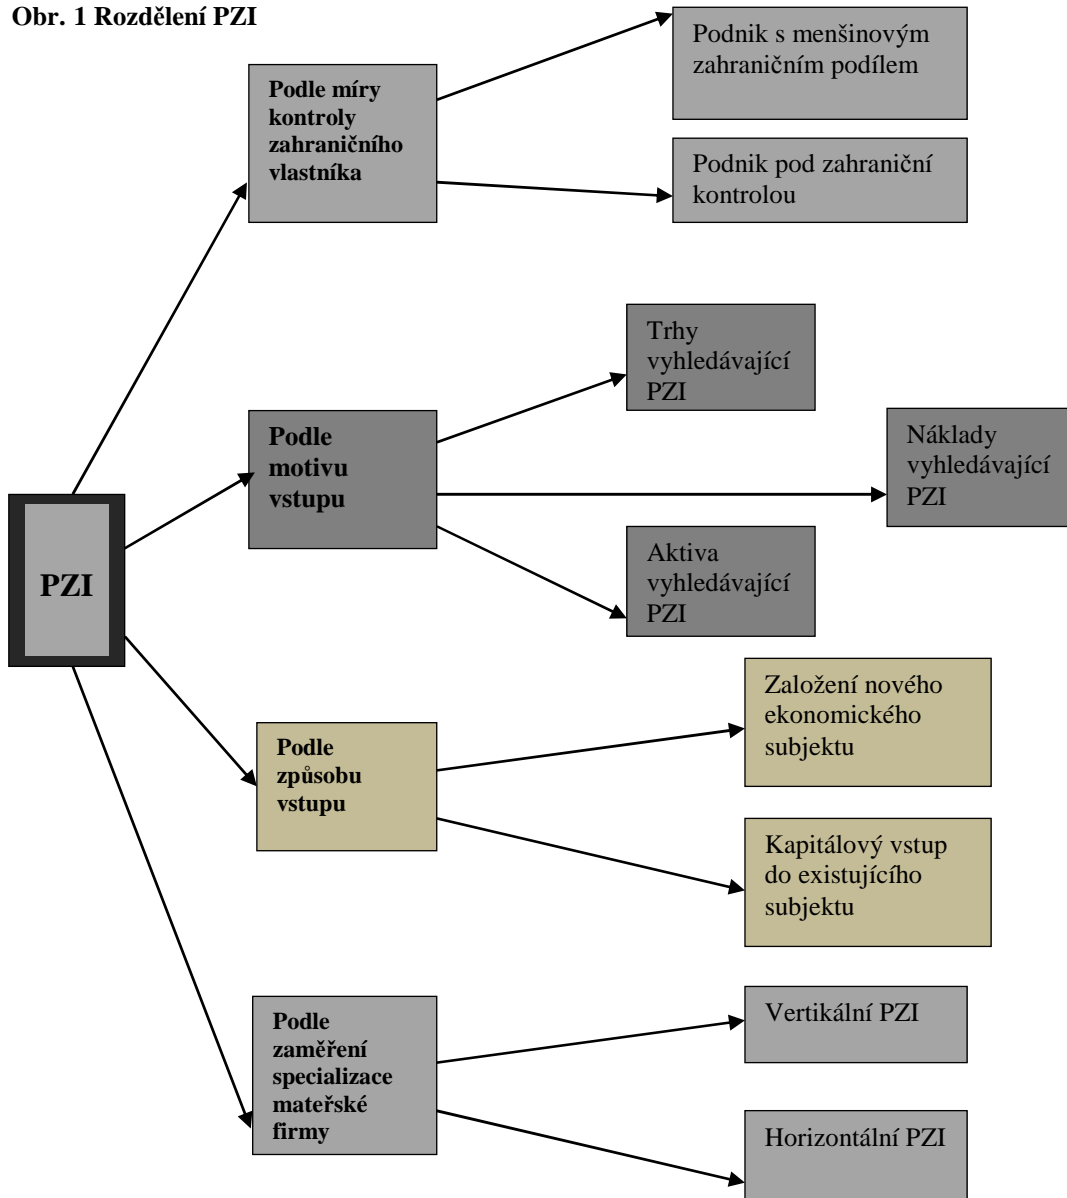 Obr. 1 Rozdělení PZI
Podle míry
kontroly
zahraničního
vlastníka
Podnik s menšinovým
zahraničním podílem
Podnik pod zahraniční
kontrolou
PZI
Podle
motivu
vstupu
Trhy
vyhledávající
PZI
Náklady
vyhledávající
PZI
Aktiva
vyhledávající
PZI
Podle
způsobu
vstupu
Založení nového
ekonomického
subjektu
Kapitálový vstup
do existujícího
subjektu
Podle
zaměření
specializace
mateřské
firmy
Vertikální PZI
Horizontální PZI